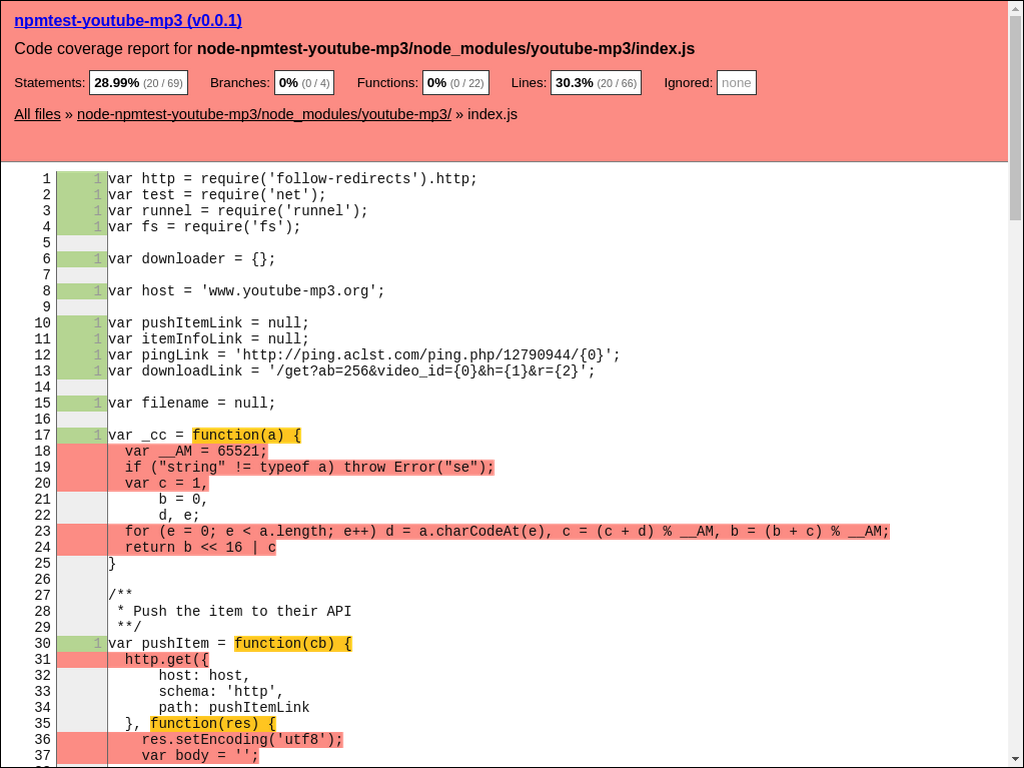 npmtest-youtube-mp3 (v0.0.1)
Code coverage report for node-npmtest-youtube-mp3/node_modules/youtube-mp3/index.js
Statements: 28.99% (20 / 69) Branches: 0% (0 / 4) Functions: 0% (0 / 22) Lines: 30.3% (20 / 66) Ignored: none
All files » node-npmtest-youtube-mp3/node_modules/youtube-mp3/ » index.js
1 1 var http = require('follow-redirects').http;
2 1 var test = require('net');
3 1 var runnel = require('runnel');
4 1 var fs = require('fs');
5
6 1 var downloader = {};
7
8 1 var host = 'www.youtube-mp3.org';
9
10 1 var pushItemLink = null;
11 1 var itemInfoLink = null;
12 1 var pingLink = 'http://ping.aclst.com/ping.php/12790944/{0}';
13 1 var downloadLink = '/get?ab=256&video_id={0}&h={1}&r={2}';
14
15 1 var filename = null;
16
17 1 var _cc = function(a) {
18   var __AM = 65521;
19   if ("string" != typeof a) throw Error("se");
20   var c = 1,
21       b = 0,
22       d, e;
23   for (e = 0; e < a.length; e++) d = a.charCodeAt(e), c = (c + d) % __AM, b = (b + c) % __AM;
24   return b << 16 | c
25 }
26
27 /**
28  * Push the item to their API
29  **/
30 1 var pushItem = function(cb) {
31   http.get({
32       host: host,
33       schema: 'http',
34       path: pushItemLink
35   }, function(res) {
36     res.setEncoding('utf8');
37     var body = '';